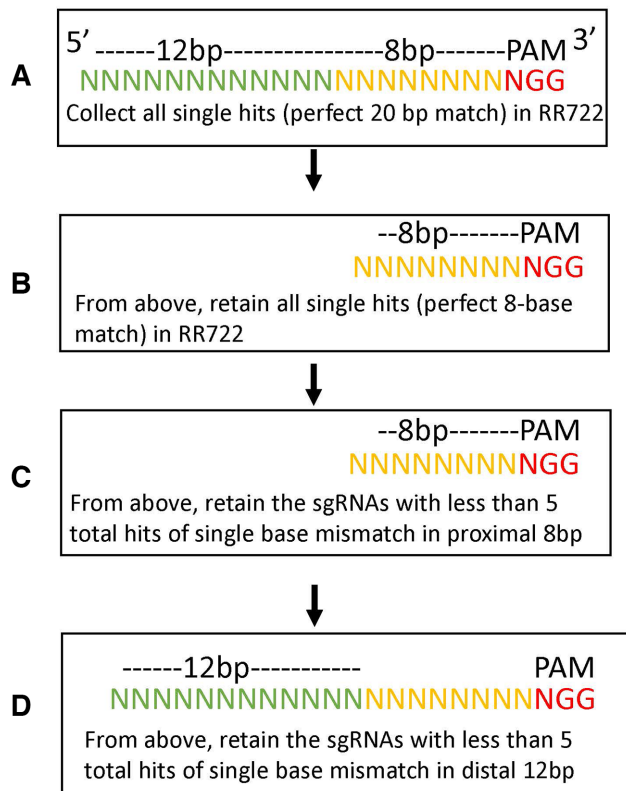 A
5’ ------12bp----------------8bp-------PAM 3’
NNNNNNNNNNNNNNNNNNNNNGG
Collect all single hits (perfect 20 bp match) in RR722
B
--8bp-------PAM
NNNNNNNNNGG
From above, retain all single hits (perfect 8-base
match) in RR722
C
--8bp-------PAM
NNNNNNNNNGG
From above, retain the sgRNAs with less than 5
total hits of single base mismatch in proximal 8bp
D
------12bp----------- PAM
NNNNNNNNNNNNNNNNNNNNNGG
From above, retain the sgRNAs with less than 5
total hits of single base mismatch in distal 12bp